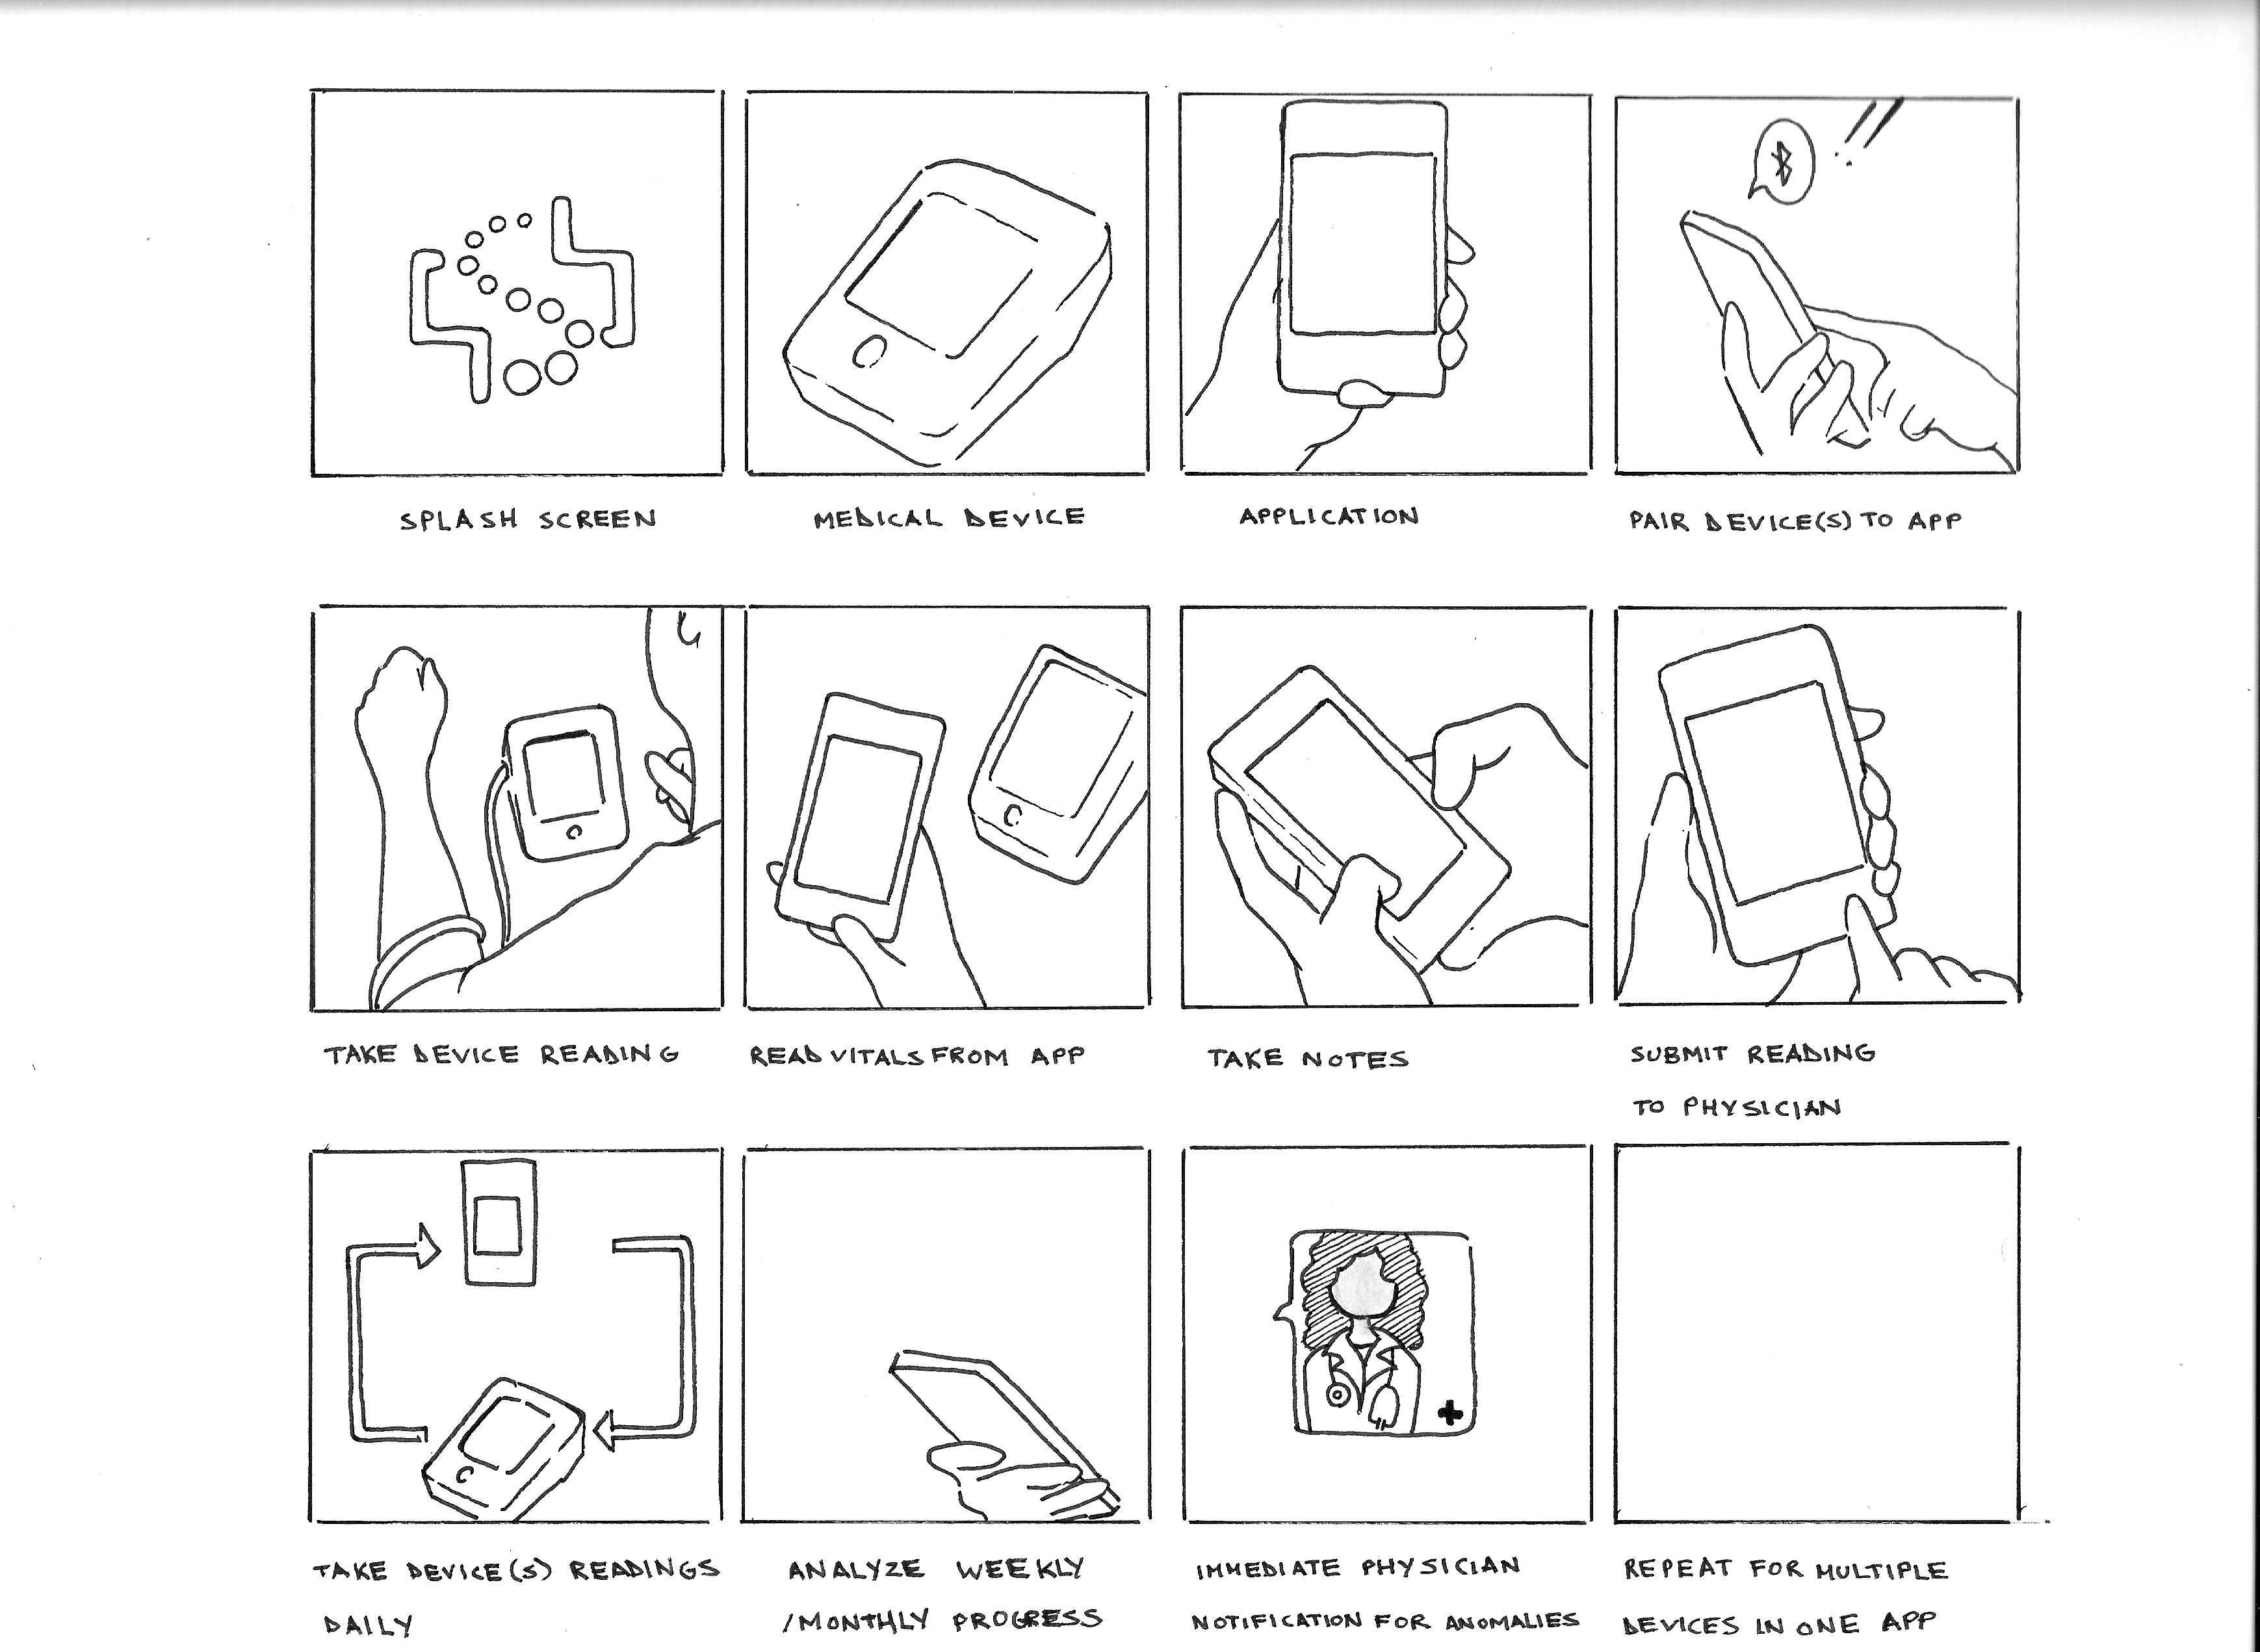 SPLASH SCREEN
MEDICAL DEVICE
APPLICATION
PAIR DEVICE(S) TO APP
TAKE DEVICE READING
READ VITALS FROM APP
TAKE NOTES
SUBMIT READING
TO PHYSICIAN
TAKE DEVICE(S) READINGS
DAILY
ANALYZE WEEKLY
/MONTHLY PROGRESS
IMMEDIATE PHYSICIAN
NOTIFICATION FOR ANOMALIES
REPEAT FOR MULTIPLE
DEVICES IN ONE APP